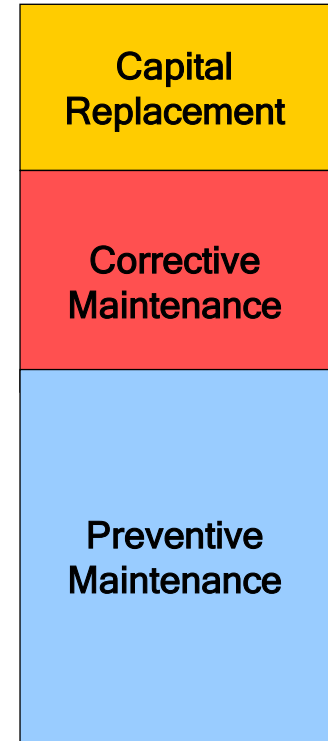 Capital
Replacement
Corrective
Maintenance
Preventive
Maintenance